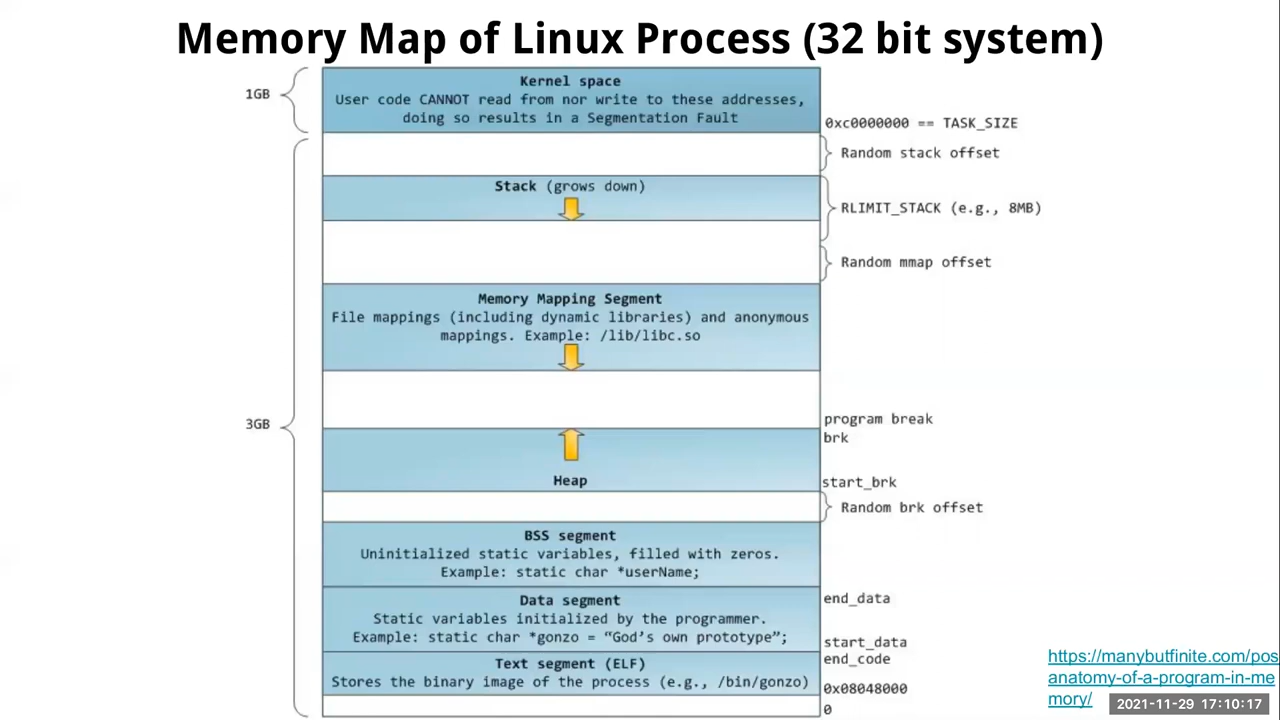 Memory Map of Linux Process (32 bit system)
1GB
Kernel space
User code CANNOT read from nor write to these addresses,
doing so results in a Segmentation Fault
0xc0000000 == TASK_SIZE
Random stack offset
Stack (grows down)
RLIMIT_STACK (e.g., 8MB)
Random mmap offset
Memory Mapping Segment
File mappings (including dynamic libraries) and anonymous
mappings. Example: /lib/libc.so
3GB
program break
brk
Heap
start_brk
Random brk offset
BSS segment
Uninitialized static variables, filled with zeros.
Example: static char *userName;
Data segment
Static variables initialized by the programmer.
Example: static char *gonzo = “God’s own prototype”;
end_data
start_data
end_code
Text segment (ELF)
Stores the binary image of the process (e.g., /bin/gonzo)
0x08048000
0
https://manybutfinite.com/pos
anatomy-of-a-program-in-me
mory/
2021-11-29 17:10:17